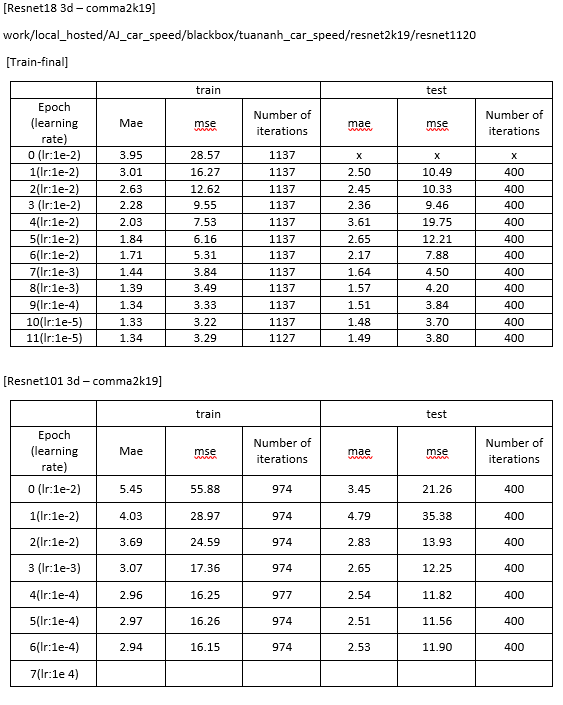 [Resnet18 3d – comma2k19]
work/local_hosted/AJ_car_speed/blackbox/tuananh_car_speed/resnet2k19/resnet1120
[Train-final]
train test
Epoch (learning rate) Mae mse Number of iterations mae mse Number of iterations
0 (lr:1e-2) 3.95 28.57 1137 x x x
1(lr:1e-2) 3.01 16.27 1137 2.50 10.49 400
2(lr:1e-2) 2.63 12.62 1137 2.45 10.33 400
3 (lr:1e-2) 2.28 9.55 1137 2.36 9.46 400
4(lr:1e-2) 2.03 7.53 1137 3.61 19.75 400
5(lr:1e-2) 1.84 6.16 1137 2.65 12.21 400
6(lr:1e-2) 1.71 5.31 1137 2.17 7.88 400
7(lr:1e-3) 1.44 3.84 1137 1.64 4.50 400
8(lr:1e-3) 1.39 3.49 1137 1.57 4.20 400
9(lr:1e-4) 1.34 3.33 1137 1.51 3.84 400
10(lr:1e-5) 1.33 3.22 1137 1.48 3.70 400
11(lr:1e-5) 1.34 3.29 1127 1.49 3.80 400
[Resnet101 3d – comma2k19]
train test
Epoch (learning rate) Mae mse Number of iterations mae mse Number of iterations
0 (lr:1e-2) 5.45 55.88 974 3.45 21.26 400
1(lr:1e-2) 4.03 28.97 974 4.79 35.38 400
2(lr:1e-2) 3.69 24.59 974 2.83 13.93 400
3 (lr:1e-3) 3.07 17.36 974 2.65 12.25 400
4(lr:1e-4) 2.96 16.25 977 2.54 11.82 400
5(lr:1e-4) 2.97 16.26 974 2.51 11.56 400
6(lr:1e-4) 2.94 16.15 974 2.53 11.90 400
7(lr:1e 4)